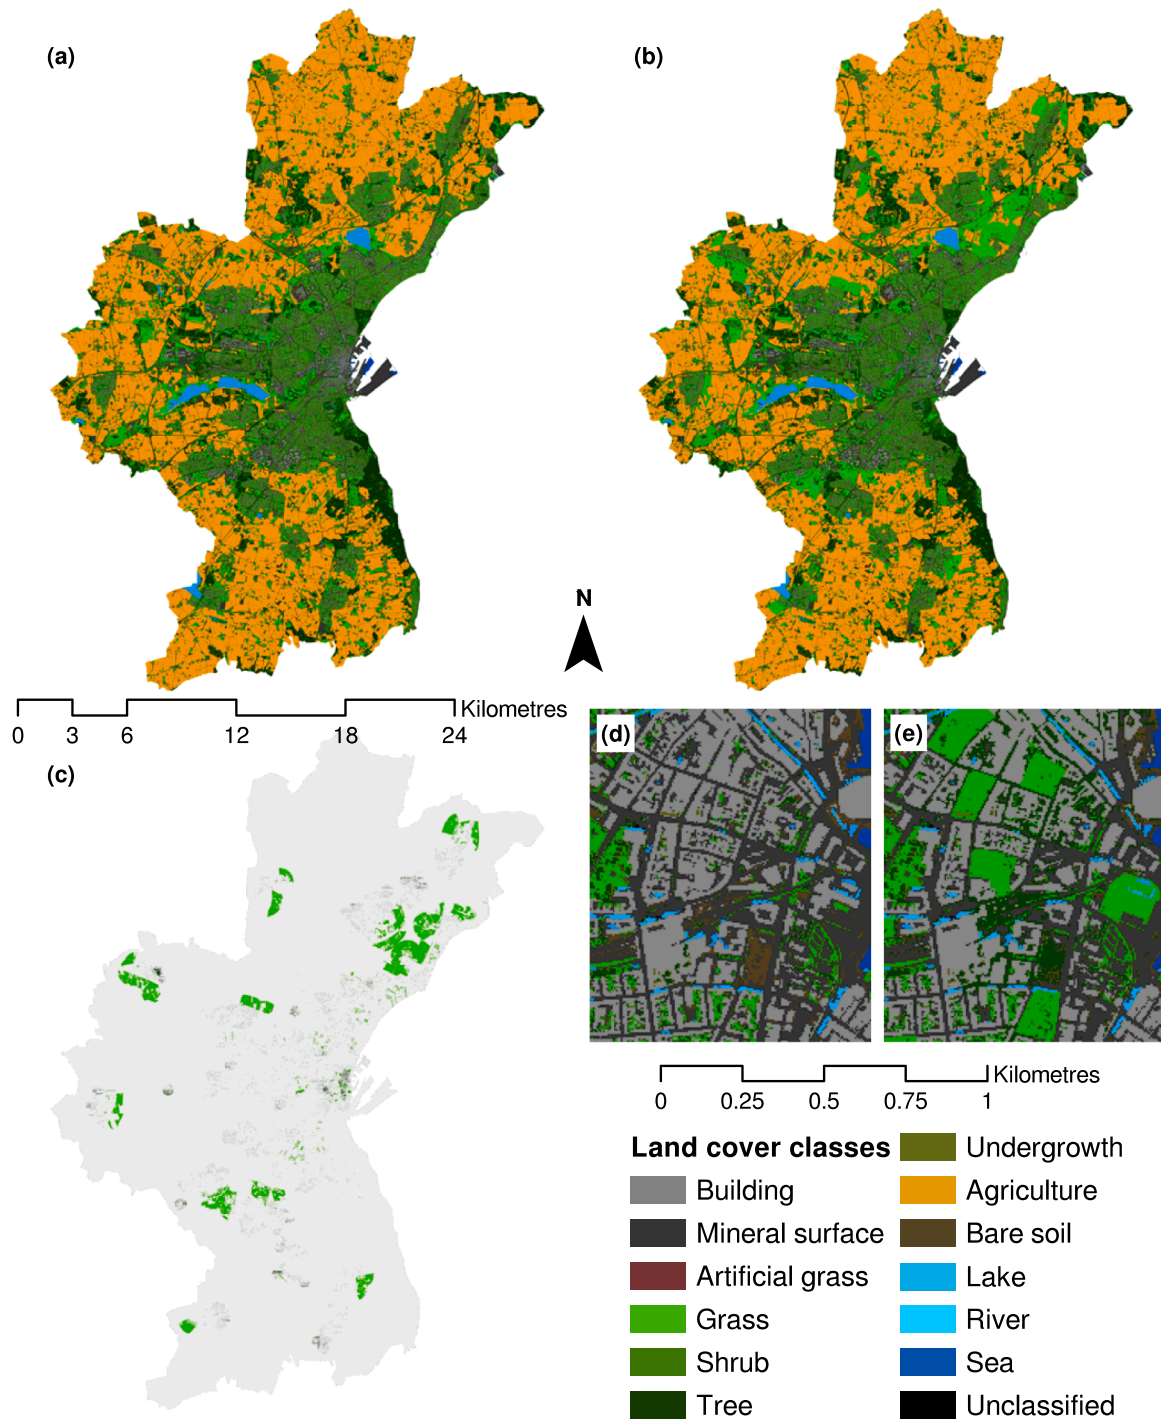 (a)
(b)
N
Kilometres
0 3 6 12 18 24
(c)
(d)
(e)
Kilometres
0 0.25 0.5 0.75 1
Land cover classes
Building
Mineral surface
Artificial grass
Grass
Shrub
Tree
Undergrowth
Agriculture
Bare soil
Lake
River
Sea
Unclassified